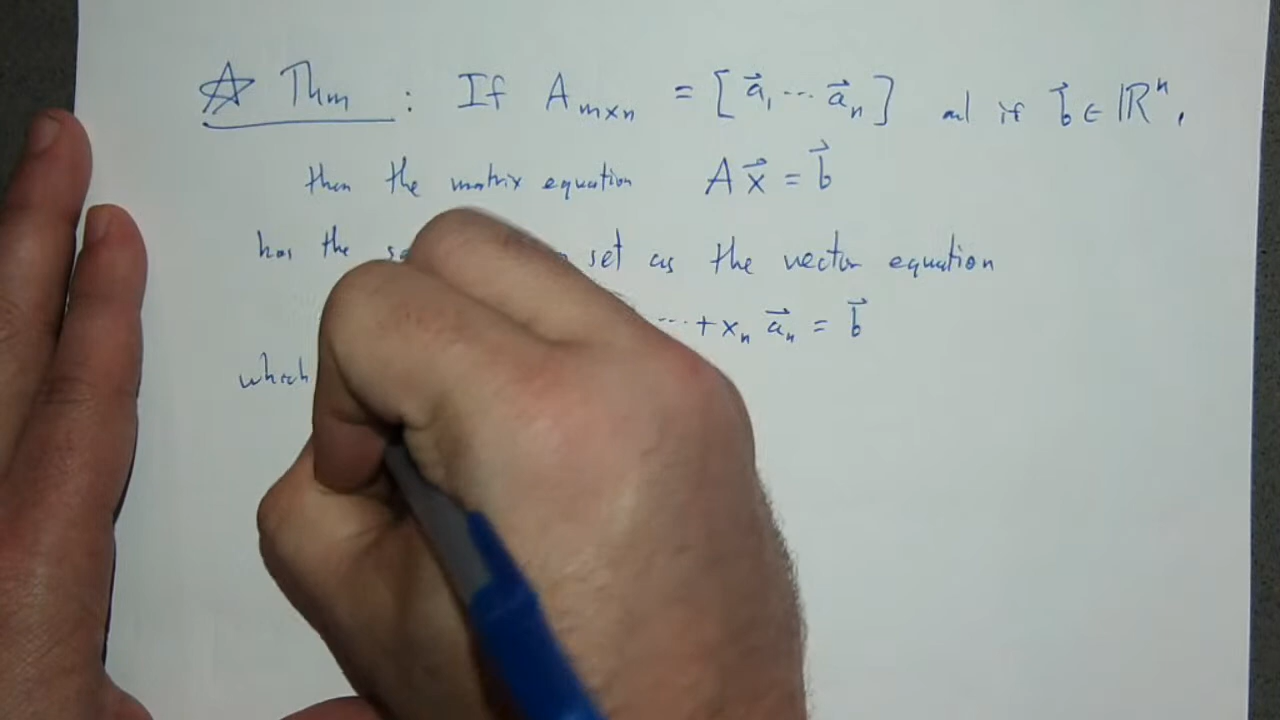 ☆ Thm : If A_{m×n} = [a⃗₁ ⋯ a⃗ₙ] and if b⃗ ∈ ℝⁿ,
then the matrix equation A x⃗ = b⃗
has the set as the vector equation
⋯ + xₙ a⃗ₙ = b⃗
which